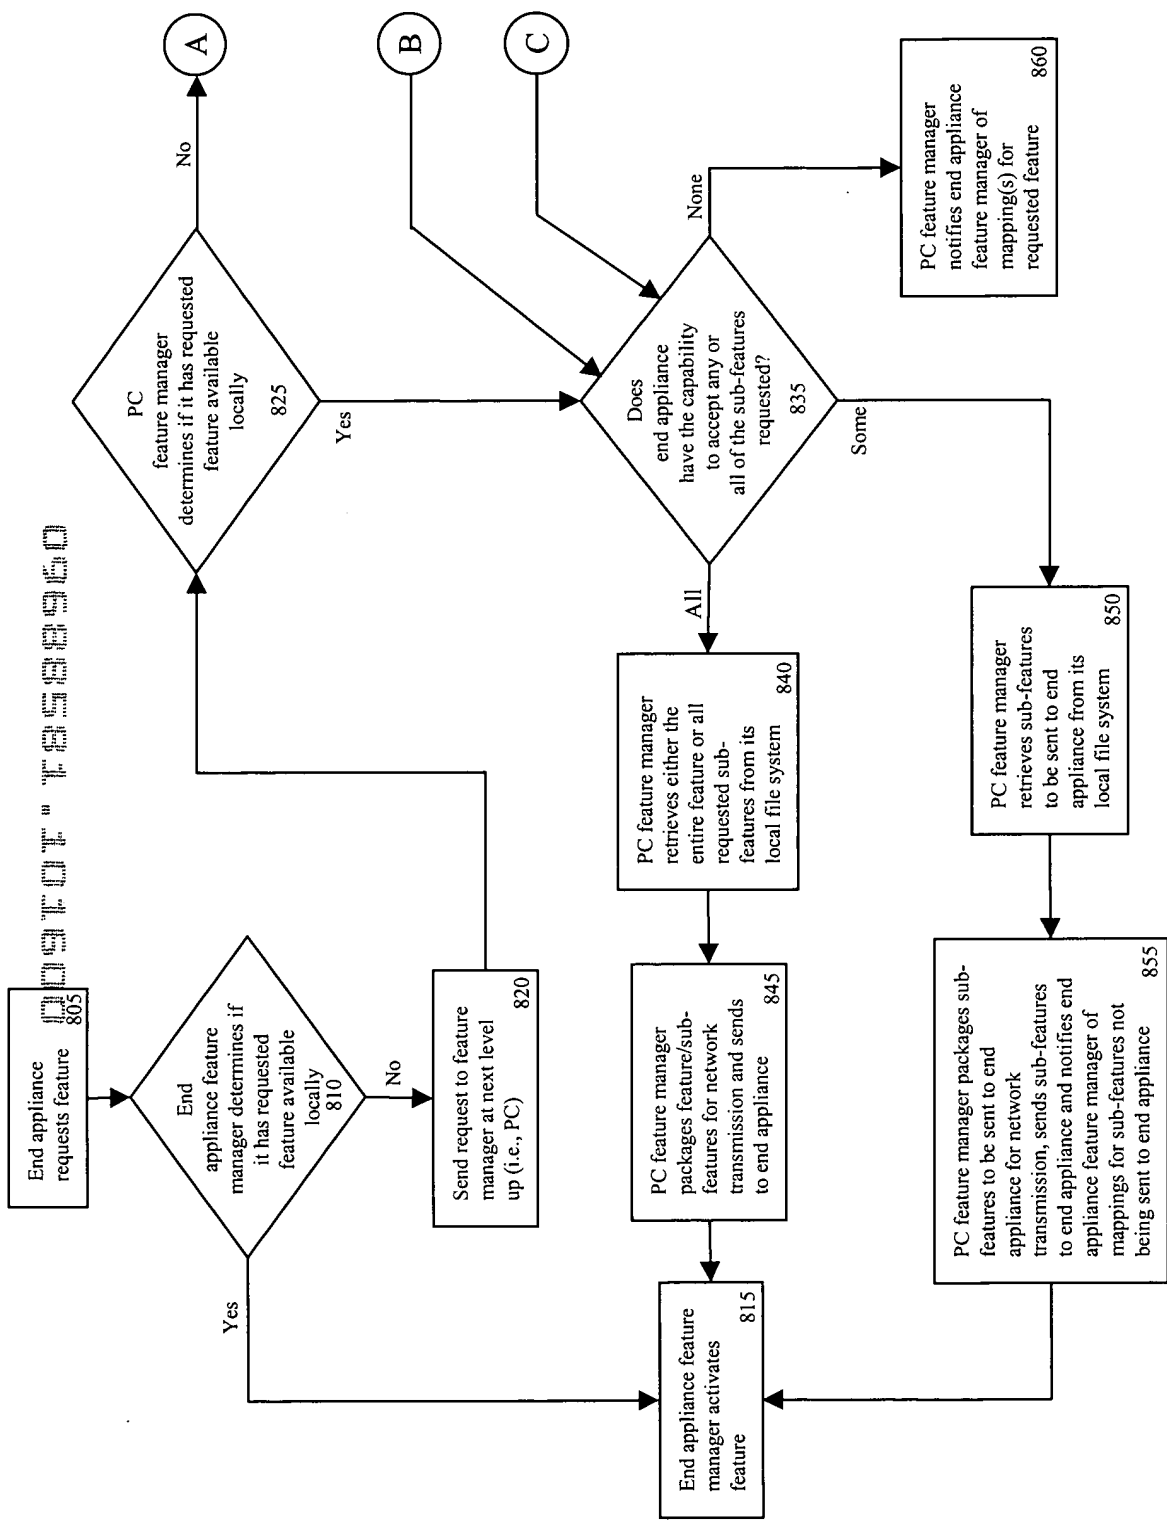 09688581 . 101600
End appliance
requests feature
805
End
appliance feature
manager determines if
it has requested
feature available
locally
810
Yes
No
Send request to feature
manager at next level
up (i.e., PC)
820
PC
feature manager
determines if it has requested
feature available
locally
825
No
A
Yes
B
C
Does
end appliance
have the capability
to accept any or
all of the sub-features
requested?
835
None
PC feature manager
notifies end appliance
feature manager of
mapping(s) for
requested feature
860
All
PC feature manager
retrieves either the
entire feature or all
requested sub-
features from its
local file system
840
PC feature manager
packages feature/sub-
features for network
transmission and sends
to end appliance
845
End appliance feature
manager activates
feature
815
Some
PC feature manager
retrieves sub-features
to be sent to end
appliance from its
local file system
850
PC feature manager packages sub-
features to be sent to end
appliance for network
transmission, sends sub-features
to end appliance and notifies end
appliance feature manager of
mappings for sub-features not
being sent to end appliance
855